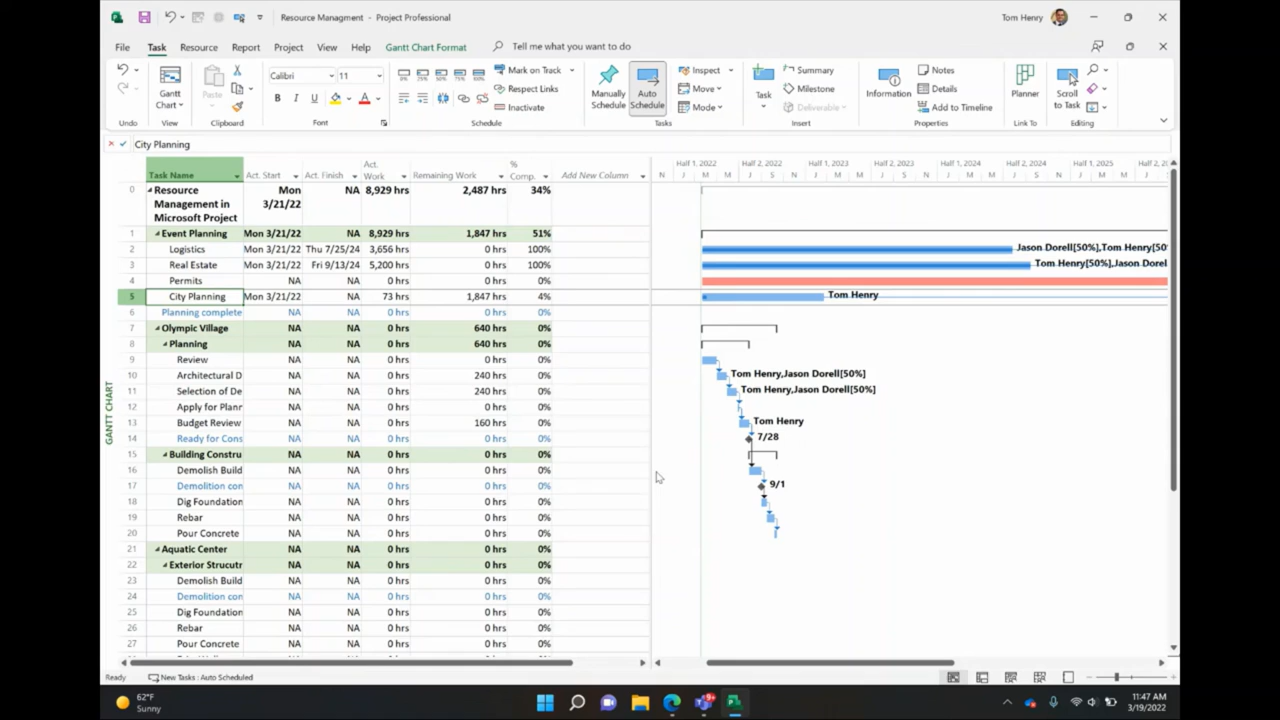 Resource Managment - Project Professional
Tom Henry
File Task Resource Report Project View Help Gantt Chart Format Tell me what you want to do
Calibri 11
Mark on Track
Respect Links
Inactivate
B I U
Gantt Chart
Paste
Manually Schedule
Auto Schedule
Inspect
Move
Mode
Task
Summary
Milestone
Deliverable
Information
Notes
Details
Add to Timeline
Planner
Scroll to Task
Undo View Clipboard Font Schedule Tasks Insert Properties Link To Editing
City Planning
Task Name Act. Start Act. Finish Act. Work Remaining Work % Comp. Add New Column
Half 1, 2022 Half 2, 2022 Half 1, 2023 Half 2, 2023 Half 1, 2024 Half 2, 2024 Half 1, 2025 Half 2, 20
N J M M J S N J M M J S N J M M J S N J M M J S
0 Resource Management in Microsoft Project Mon 3/21/22 NA 8,929 hrs 2,487 hrs 34%
1 Event Planning Mon 3/21/22 NA 8,929 hrs 1,847 hrs 51%
2 Logistics Mon 3/21/22 Thu 7/25/24 3,656 hrs 0 hrs 100% Jason Dorell[50%],Tom Henry[50
3 Real Estate Mon 3/21/22 Fri 9/13/24 5,200 hrs 0 hrs 100% Tom Henry[50%],Jason Dorel
4 Permits NA NA 0 hrs 0 hrs 0%
5 City Planning Mon 3/21/22 NA 73 hrs 1,847 hrs 4% Tom Henry
6 Planning complete NA NA 0 hrs 0 hrs 0%
7 Olympic Village NA NA 0 hrs 640 hrs 0%
8 Planning NA NA 0 hrs 640 hrs 0%
9 Review NA NA 0 hrs 0 hrs 0%
10 Architectural D NA NA 0 hrs 240 hrs 0% Tom Henry,Jason Dorell[50%]
11 Selection of De NA NA 0 hrs 240 hrs 0% Tom Henry,Jason Dorell[50%]
12 Apply for Planr NA NA 0 hrs 0 hrs 0%
13 Budget Review NA NA 0 hrs 160 hrs 0% Tom Henry
14 Ready for Cons NA NA 0 hrs 0 hrs 0% 7/28
15 Building Constru NA NA 0 hrs 0 hrs 0%
16 Demolish Build NA NA 0 hrs 0 hrs 0%
17 Demolition con NA NA 0 hrs 0 hrs 0% 9/1
18 Dig Foundation NA NA 0 hrs 0 hrs 0%
19 Rebar NA NA 0 hrs 0 hrs 0%
20 Pour Concrete NA NA 0 hrs 0 hrs 0%
21 Aquatic Center NA NA 0 hrs 0 hrs 0%
22 Exterior Strucutr NA NA 0 hrs 0 hrs 0%
23 Demolish Build NA NA 0 hrs 0 hrs 0%
24 Demolition con NA NA 0 hrs 0 hrs 0%
25 Dig Foundation NA NA 0 hrs 0 hrs 0%
26 Rebar NA NA 0 hrs 0 hrs 0%
27 Pour Concrete NA NA 0 hrs 0 hrs 0%
GANTT CHART
Ready New Tasks : Auto Scheduled
62°F
Sunny
11:47 AM
3/19/2022